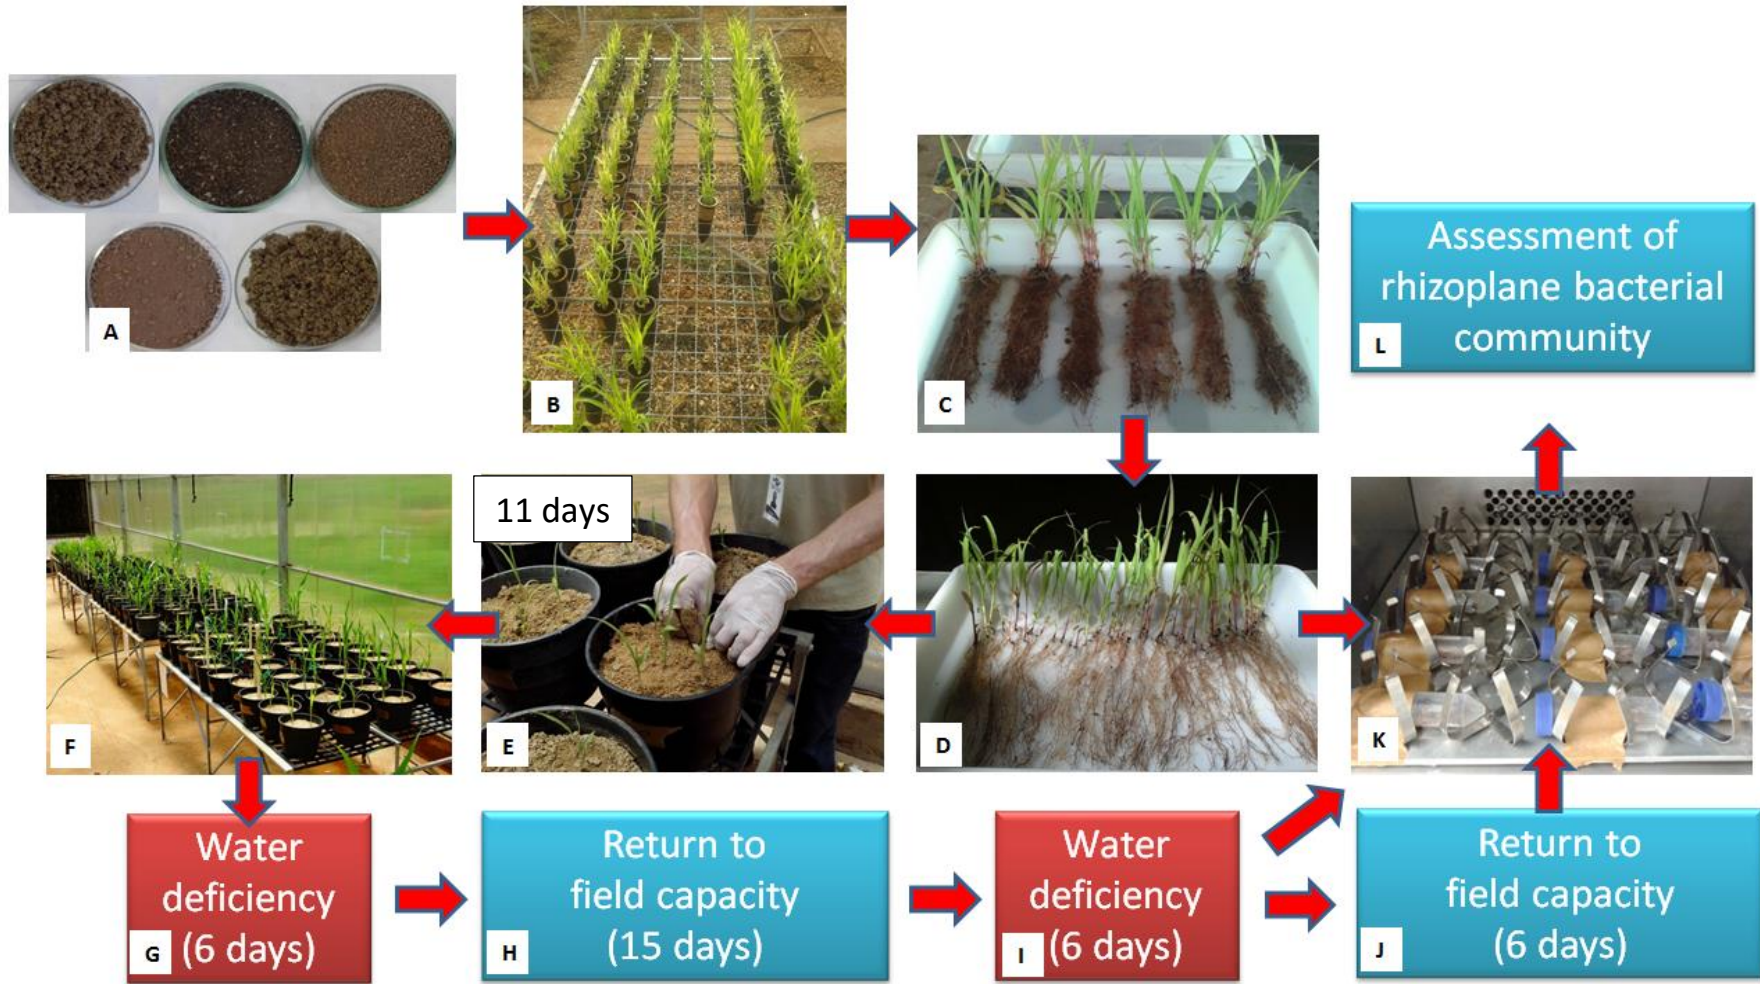 A
B
C
Assessment of
rhizoplane bacterial
community
L
F
11 days
E
D
K
Water
deficiency
(6 days)
G
Return to
field capacity
(15 days)
H
Water
deficiency
(6 days)
I
Return to
field capacity
(6 days)
J